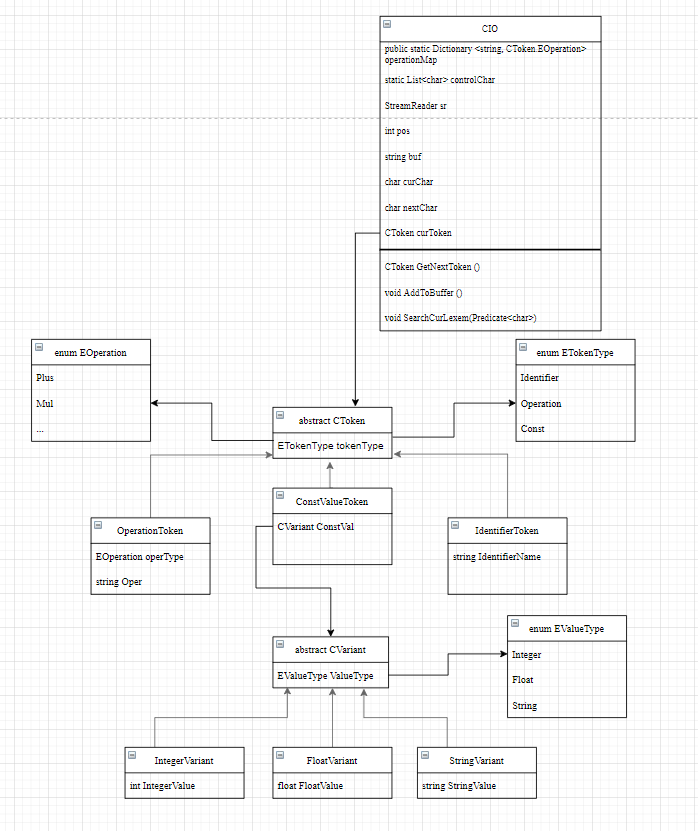 CIO
public static Dictionary <string, CToken.EOperation>
operationMap
static List<char> controlChar
StreamReader sr
int pos
string buf
char curChar
char nextChar
CToken curToken
CToken GetNextToken ()
void AddToBuffer ()
void SearchCurLexem(Predicate<char>)
enum EOperation
Plus
Mul
...
enum ETokenType
Identifier
Operation
Const
abstract CToken
ETokenType tokenType
ConstValueToken
CVariant ConstVal
OperationToken
EOperation operType
string Oper
IdentifierToken
string IdentifierName
abstract CVariant
EValueType ValueType
enum EValueType
Integer
Float
String
IntegerVariant
int IntegerValue
FloatVariant
float FloatValue
StringVariant
string StringValue